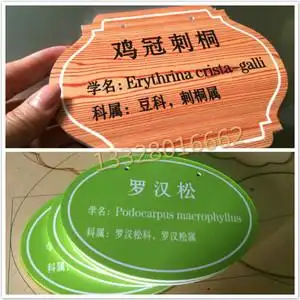 鸡冠刺桐
学名:Erythrina crista-galli
科属:豆科,刺桐属
13328016662
罗汉松
学名:Podocarpus macrophyllus
科属:罗汉松科,罗汉松属